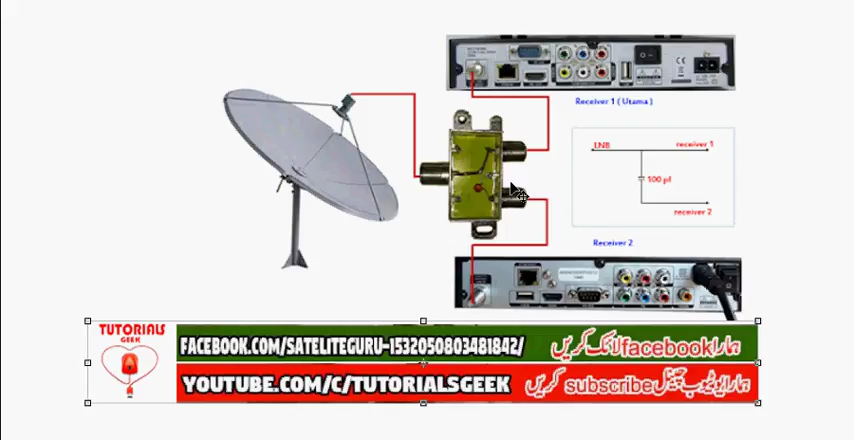 Receiver 1 ( Utama )
LNB
receiver 1
100 pf
receiver 2
Receiver 2
TUTORIALS
GEEK
FACEBOOK.COM/SATELITEGURU-1532050803481842/
ہمارا facebook لائک کریں
YOUTUBE.COM/C/TUTORIALSGEEK
ہمارا یوٹیوب چینل subscribe کریں